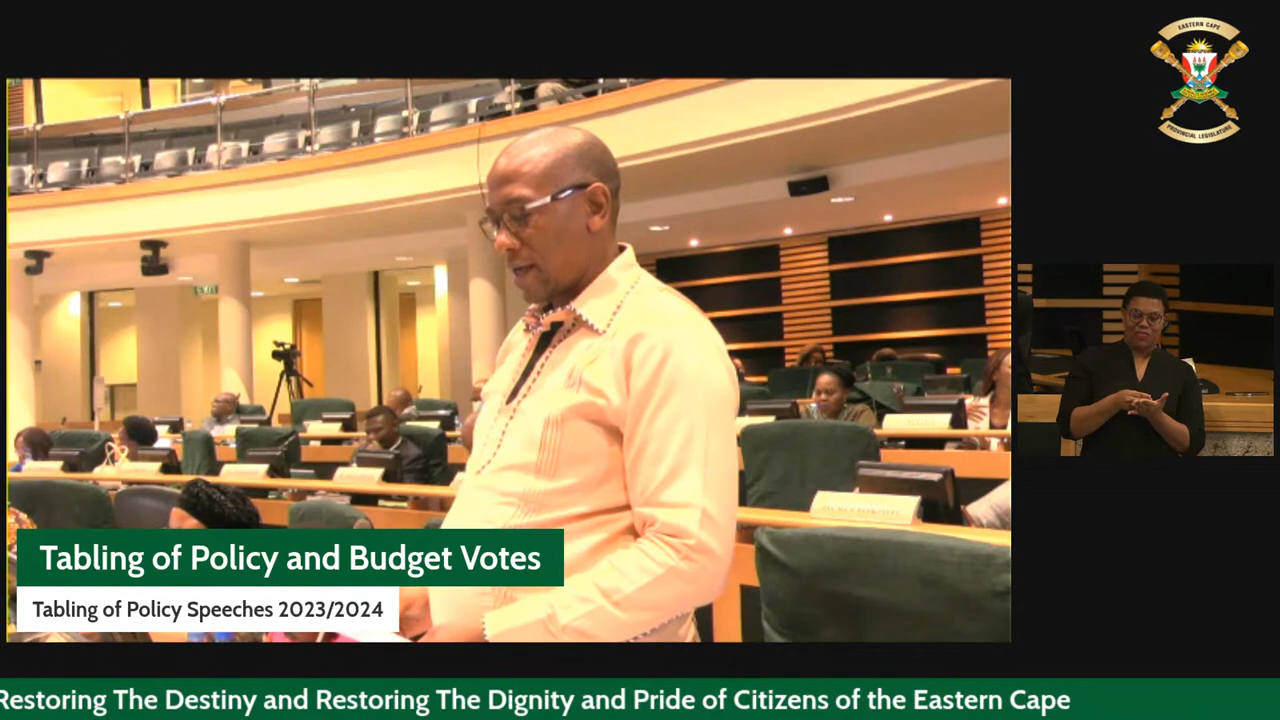 EASTERN CAPE
PROVINCIAL LEGISLATURE
EXIT
Tabling of Policy and Budget Votes
Tabling of Policy Speeches 2023/2024
Restoring The Destiny and Restoring The Dignity and Pride of Citizens of the Eastern Cape